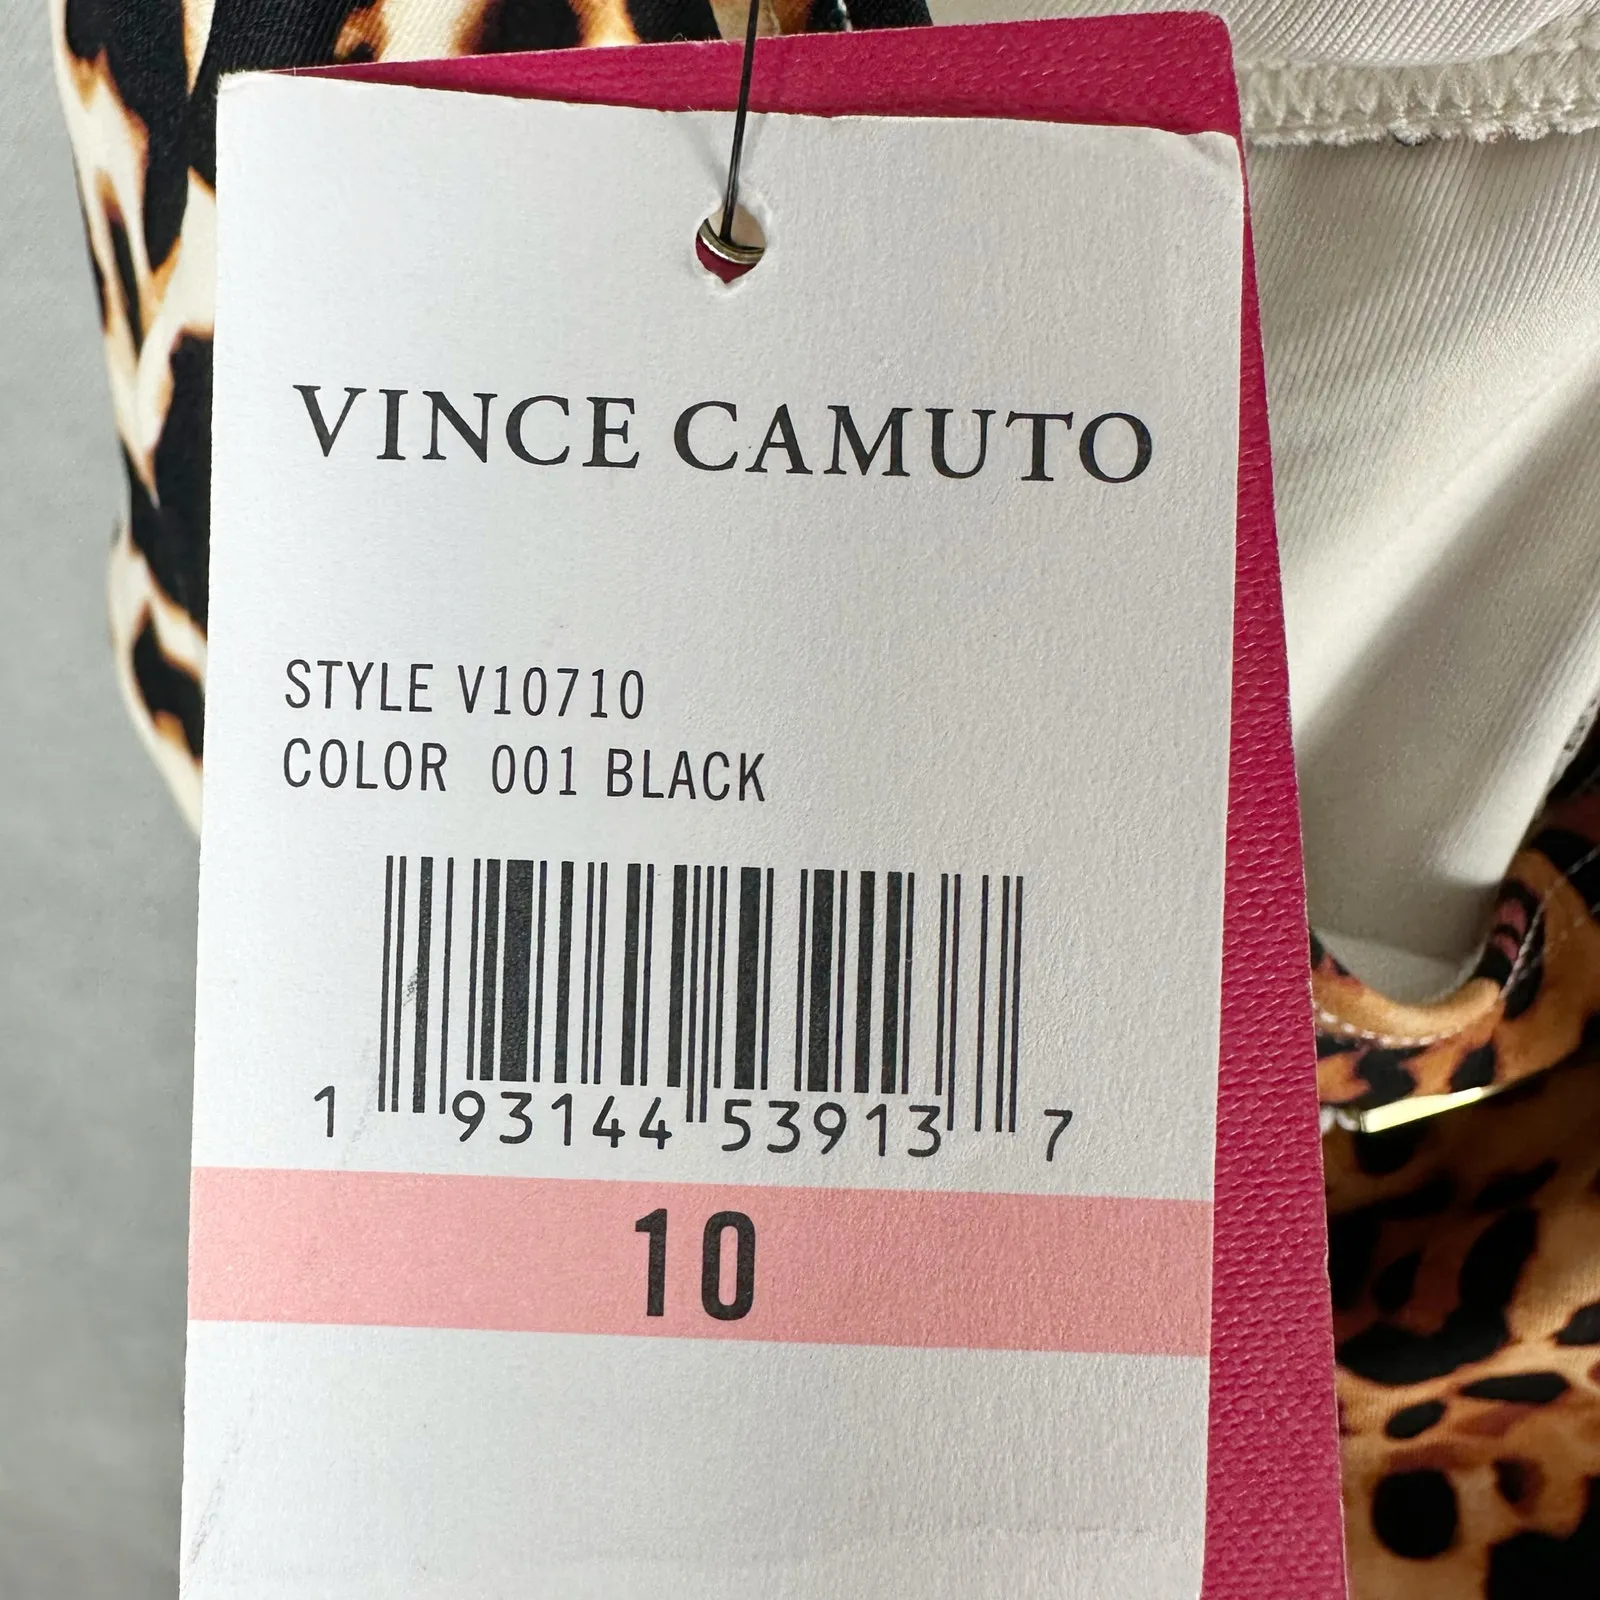 VINCE CAMUTO
STYLE V10710
COLOR 001 BLACK
1 93144 53913 7
10